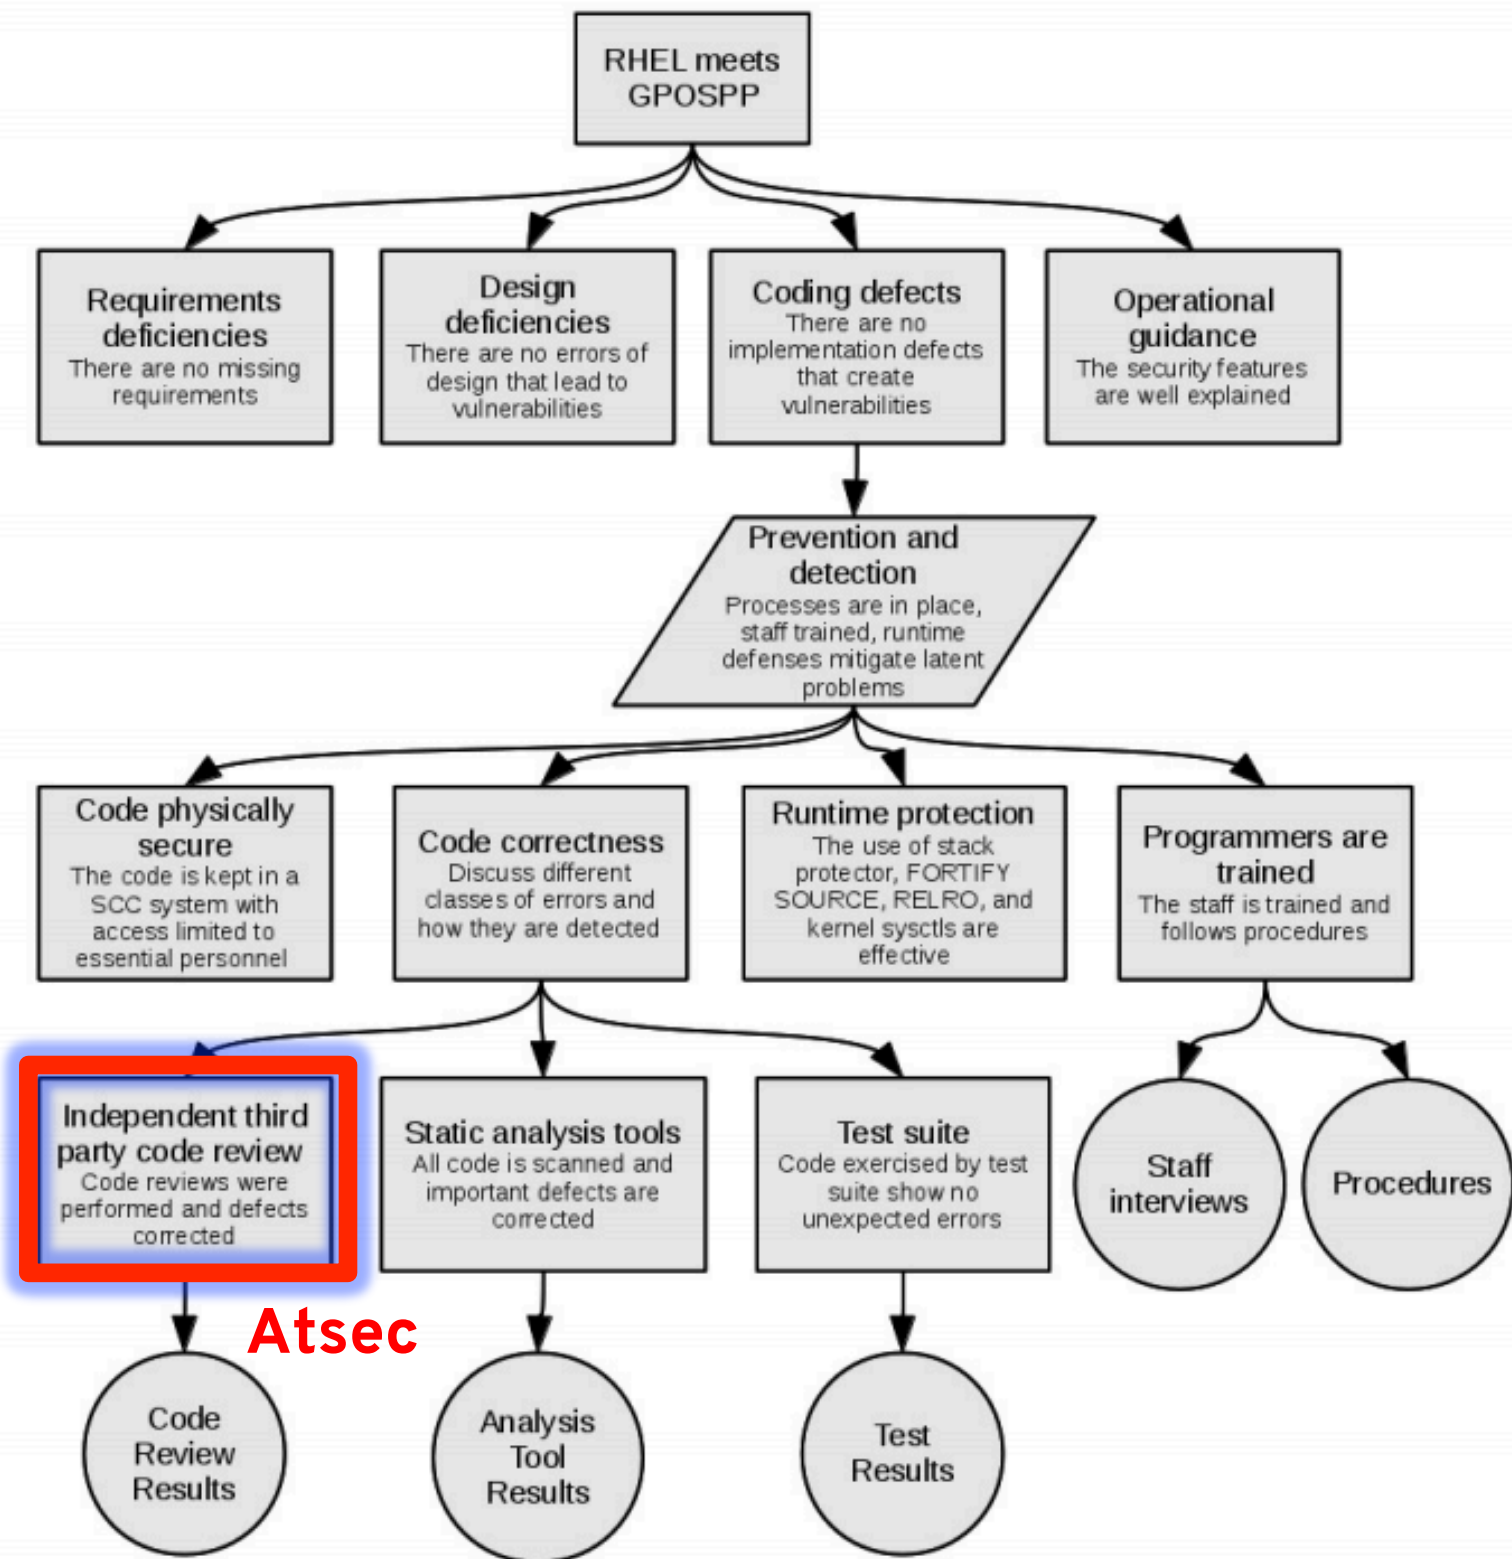 RHEL meets
GPOSPP
Requirements
deficiencies
There are no missing
requirements
Design
deficiencies
There are no errors of
design that lead to
vulnerabilities
Coding defects
There are no
implementation defects
that create
vulnerabilities
Operational
guidance
The security features
are well explained
Prevention and
detection
Processes are in place,
staff trained, runtime
defenses mitigate latent
problems
Code physically
secure
The code is kept in a
SCC system with
access limited to
essential personnel
Code correctness
Discuss different
classes of errors and
how they are detected
Runtime protection
The use of stack
protector, FORTIFY
SOURCE, RELRO, and
kernel sysctls are
effective
Programmers are
trained
The staff is trained and
follows procedures
Independent third
party code review
Code reviews were
performed and defects
corrected
Static analysis tools
All code is scanned and
important defects are
corrected
Test suite
Code exercised by test
suite show no
unexpected errors
Staff
interviews
Procedures
Atsec
Code
Review
Results
Analysis
Tool
Results
Test
Results